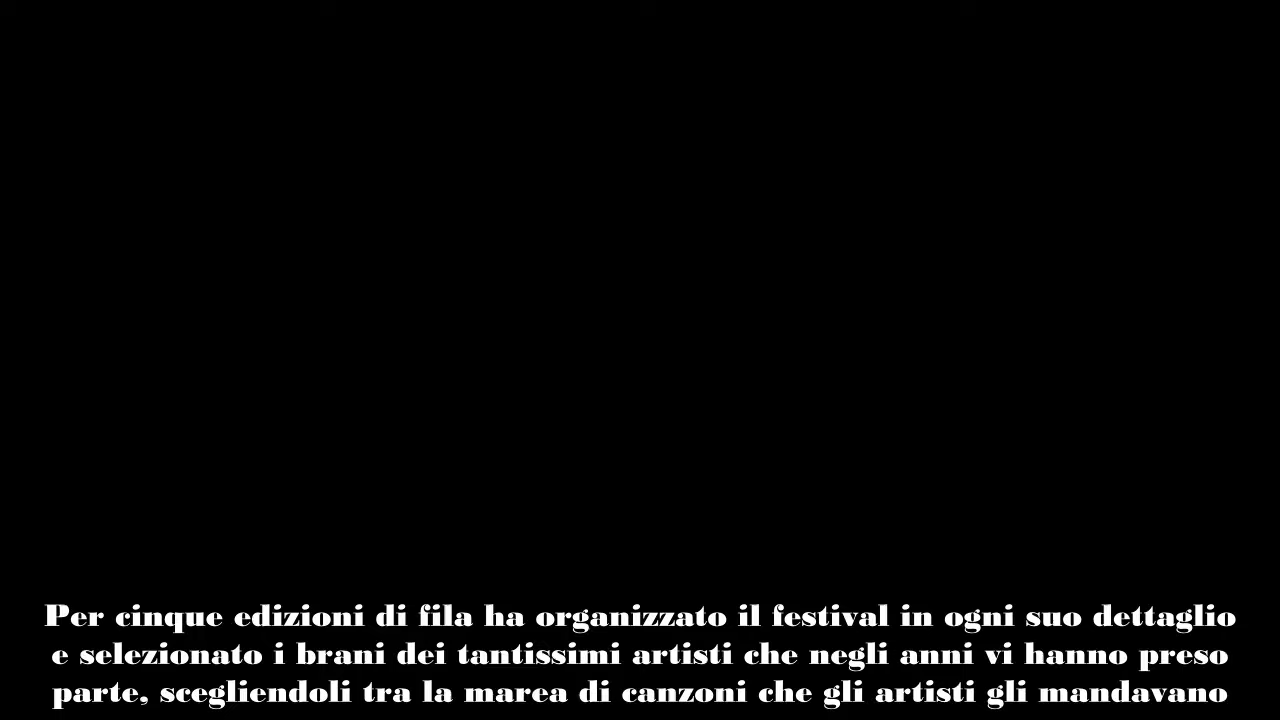 Per cinque edizioni di fila ha organizzato il festival in ogni suo dettaglio
e selezionato i brani dei tantissimi artisti che negli anni vi hanno preso
parte, scegliendoli tra la marea di canzoni che gli artisti gli mandavano